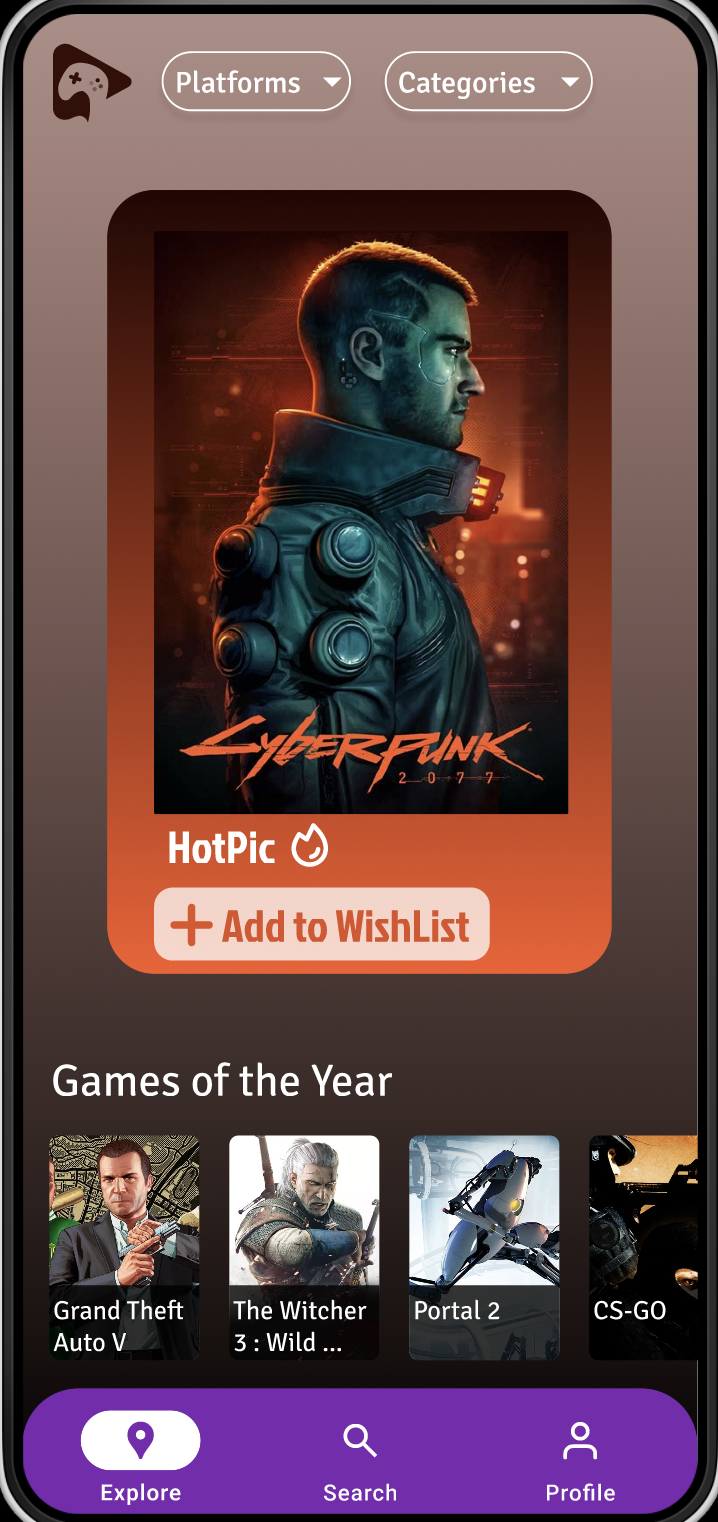 Platforms
Categories
CYBERPUNK
2077
HotPic
Add to WishList
Games of the Year
Grand Theft
Auto V
The Witcher
3 : Wild ...
Portal 2
CS-GO
Explore
Search
Profile